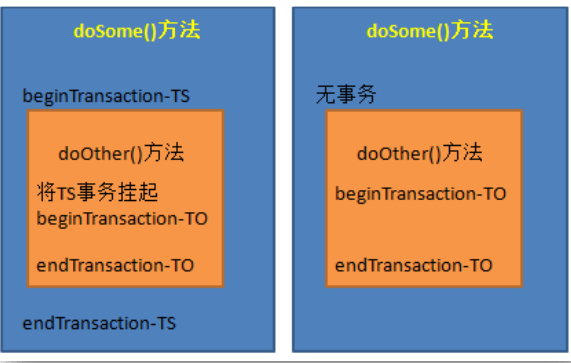 doSome()方法
beginTransaction-TS
doOther()方法
将TS事务挂起
beginTransaction-TO
endTransaction-TO
endTransaction-TS
doSome()方法
无事务
doOther()方法
beginTransaction-TO
endTransaction-TO